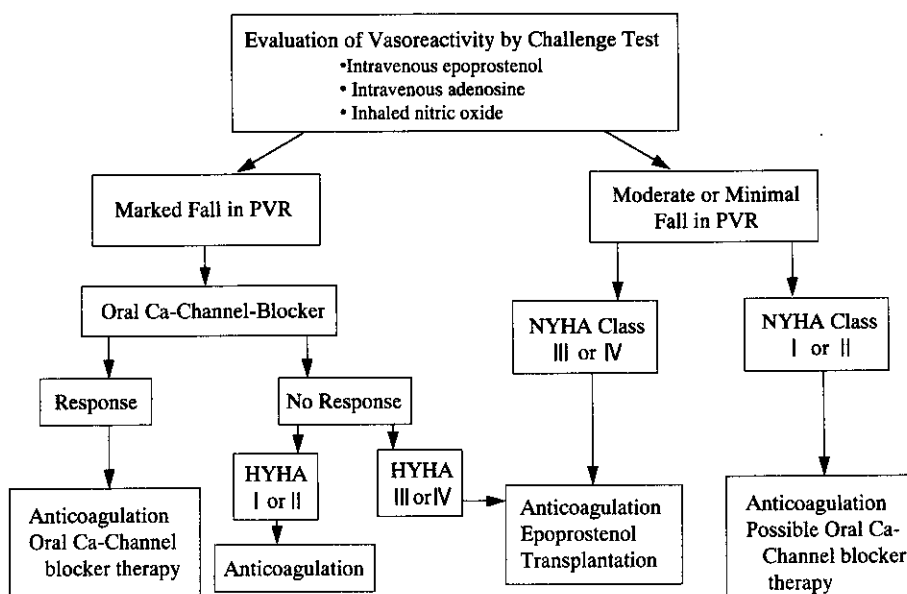 Evaluation of Vasoreactivity by Challenge Test
•Intravenous epoprostenol
• Intravenous adenosine
• Inhaled nitric oxide
Marked Fall in PVR
Moderate or Minimal
Fall in PVR
Oral Ca-Channel-Blocker
NYHA Class
Ⅲ or Ⅳ
NYHA Class
Ⅰ or Ⅱ
Response
No Response
HYHA
Ⅰ or Ⅱ
HYHA
Ⅲ or Ⅳ
Anticoagulation
Oral Ca-Channel
blocker therapy
Anticoagulation
Anticoagulation
Epoprostenol
Transplantation
Anticoagulation
Possible Oral Ca-
Channel blocker
therapy